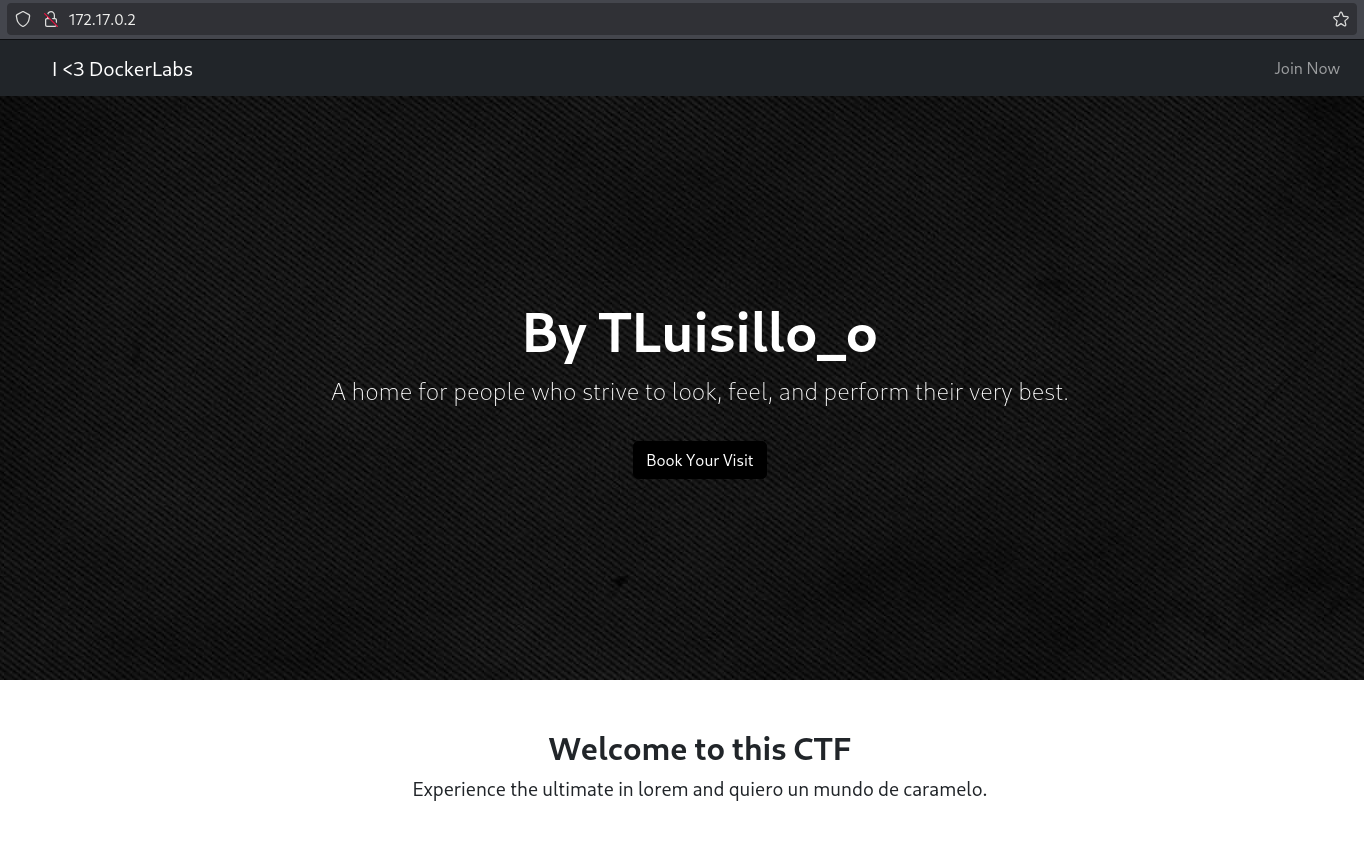 172.17.0.2
I <3 DockerLabs
Join Now
By TLuisillo_o
A home for people who strive to look, feel, and perform their very best.
Book Your Visit
Welcome to this CTF
Experience the ultimate in lorem and quiero un mundo de caramelo.